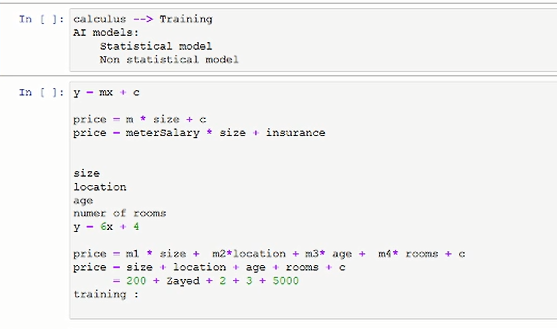 In [ ]: calculus --> Training
AI models:
Statistical model
Non statistical model
In [ ]: y = mx + c
price = m * size + c
price = meterSalary * size + insurance
size
location
age
numer of rooms
y = 6x + 4
price = m1 * size + m2*location + m3* age + m4* rooms + c
price = size + location + age + rooms + c
= 200 + Zayed + 2 + 3 + 5000
training :